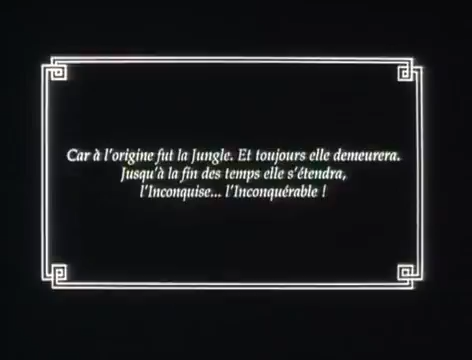 Car à l'origine fut la Jungle. Et toujours elle demeurera.
Jusqu'à la fin des temps elle s'étendra,
l'Inconquise... l'Inconquérable !